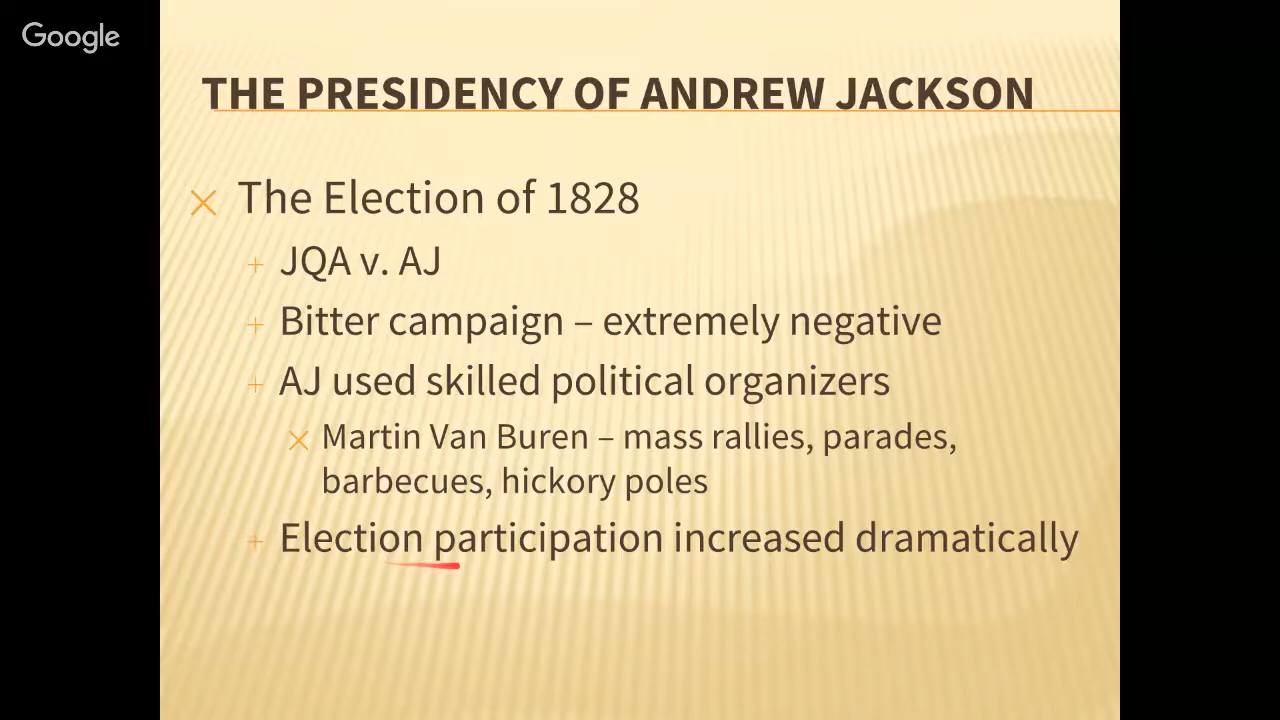 Google
THE PRESIDENCY OF ANDREW JACKSON
The Election of 1828
JQA v. AJ
Bitter campaign – extremely negative
AJ used skilled political organizers
Martin Van Buren – mass rallies, parades,
barbecues, hickory poles
Election participation increased dramatically